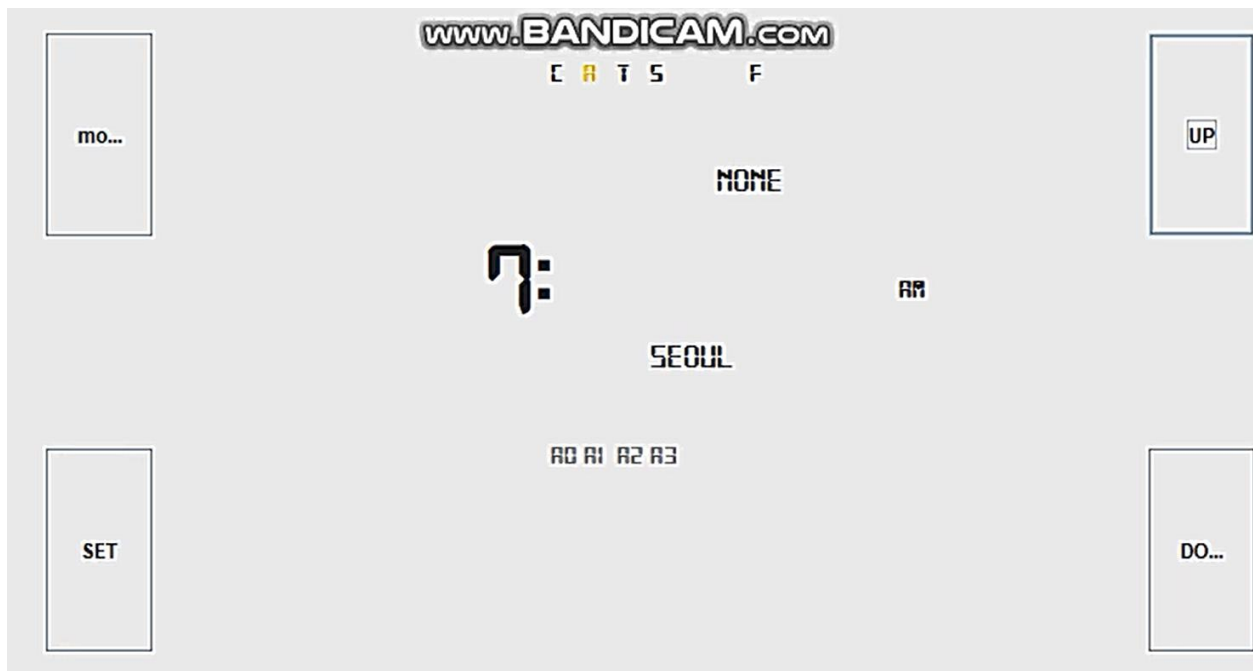 www.BANDICAM.com
C A T S F
mo...
UP
NONE
7:
AM
SEOUL
A0 A1 A2 A3
SET
DO...